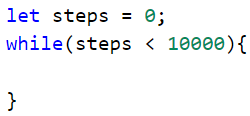 let steps = 0;
while(steps < 10000){
}